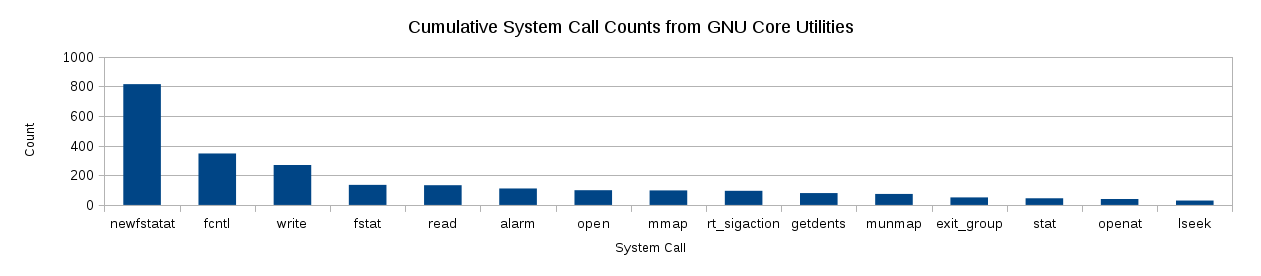 Cumulative System Call Counts from GNU Core Utilities
1000
800
600
400
200
0
Count
newfstatat fcntl write fstat read alarm open mmap rt_sigaction getdents munmap exit_group stat openat lseek
System Call